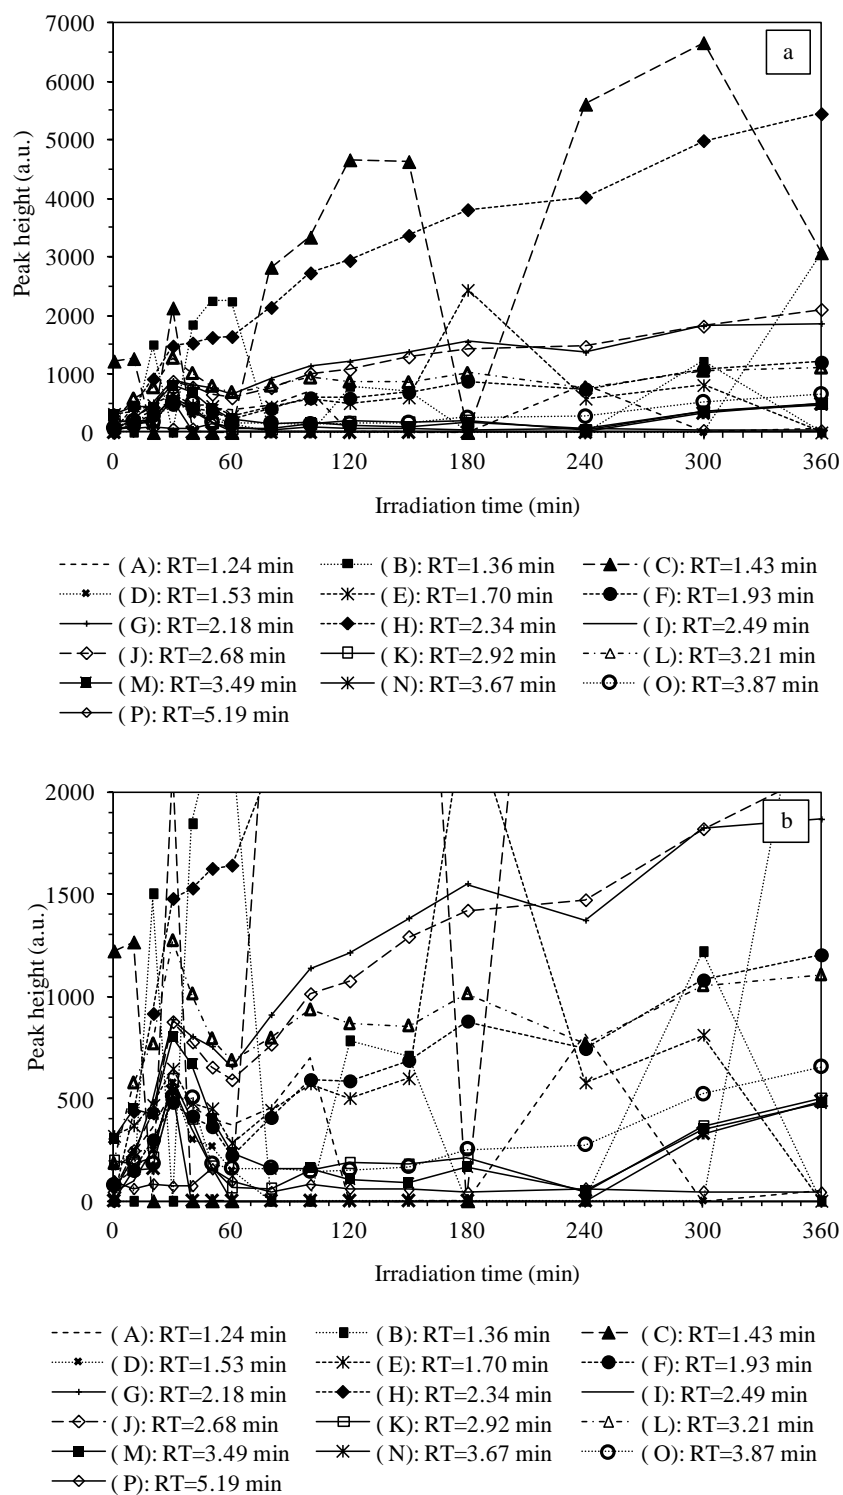 7000
a
6000
5000
4000
3000
2000
1000
0
Peak height (a.u.)
0 60 120 180 240 300 360
Irradiation time (min)
( A): RT=1.24 min ( B): RT=1.36 min ( C): RT=1.43 min
( D): RT=1.53 min ( E): RT=1.70 min ( F): RT=1.93 min
( G): RT=2.18 min ( H): RT=2.34 min ( I): RT=2.49 min
( J): RT=2.68 min ( K): RT=2.92 min ( L): RT=3.21 min
( M): RT=3.49 min ( N): RT=3.67 min ( O): RT=3.87 min
( P): RT=5.19 min
2000
b
1500
1000
500
0
Peak height (a.u.)
0 60 120 180 240 300 360
Irradiation time (min)
( A): RT=1.24 min ( B): RT=1.36 min ( C): RT=1.43 min
( D): RT=1.53 min ( E): RT=1.70 min ( F): RT=1.93 min
( G): RT=2.18 min ( H): RT=2.34 min ( I): RT=2.49 min
( J): RT=2.68 min ( K): RT=2.92 min ( L): RT=3.21 min
( M): RT=3.49 min ( N): RT=3.67 min ( O): RT=3.87 min
( P): RT=5.19 min